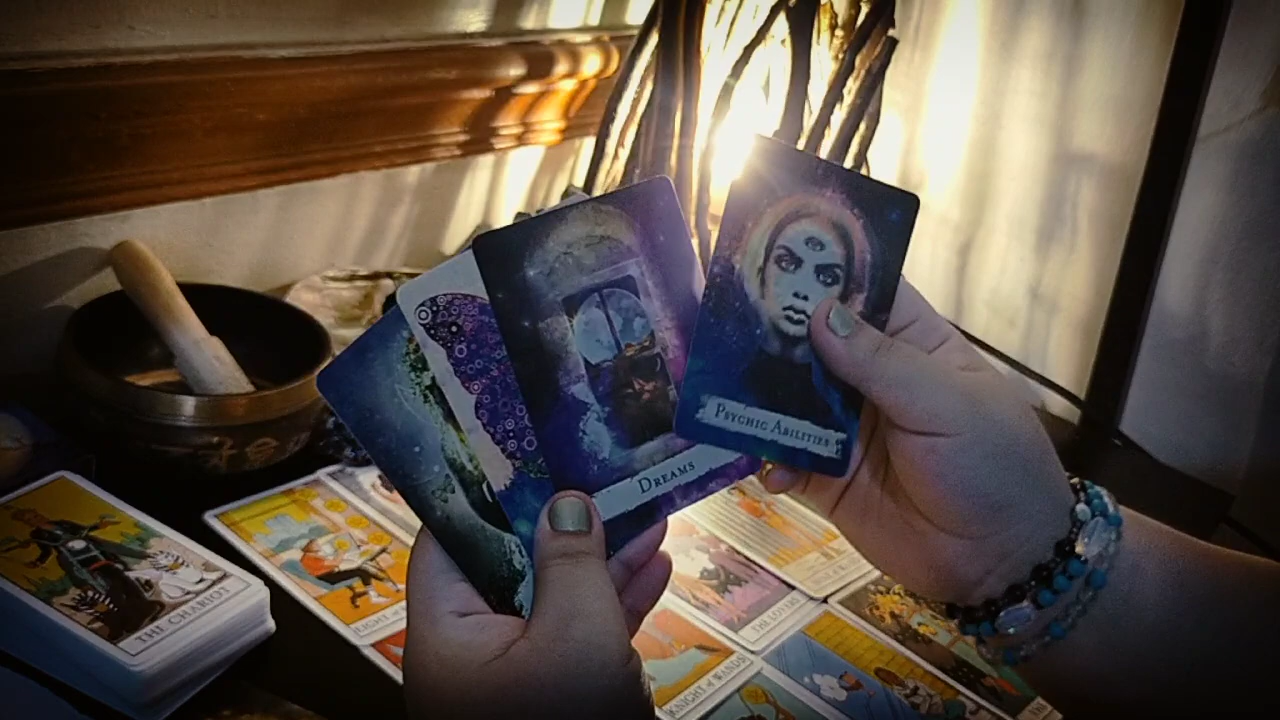 PSYCHIC ABILITIES
DREAMS
THE CHARIOT
THE LOVERS
KNIGHT of WANDS